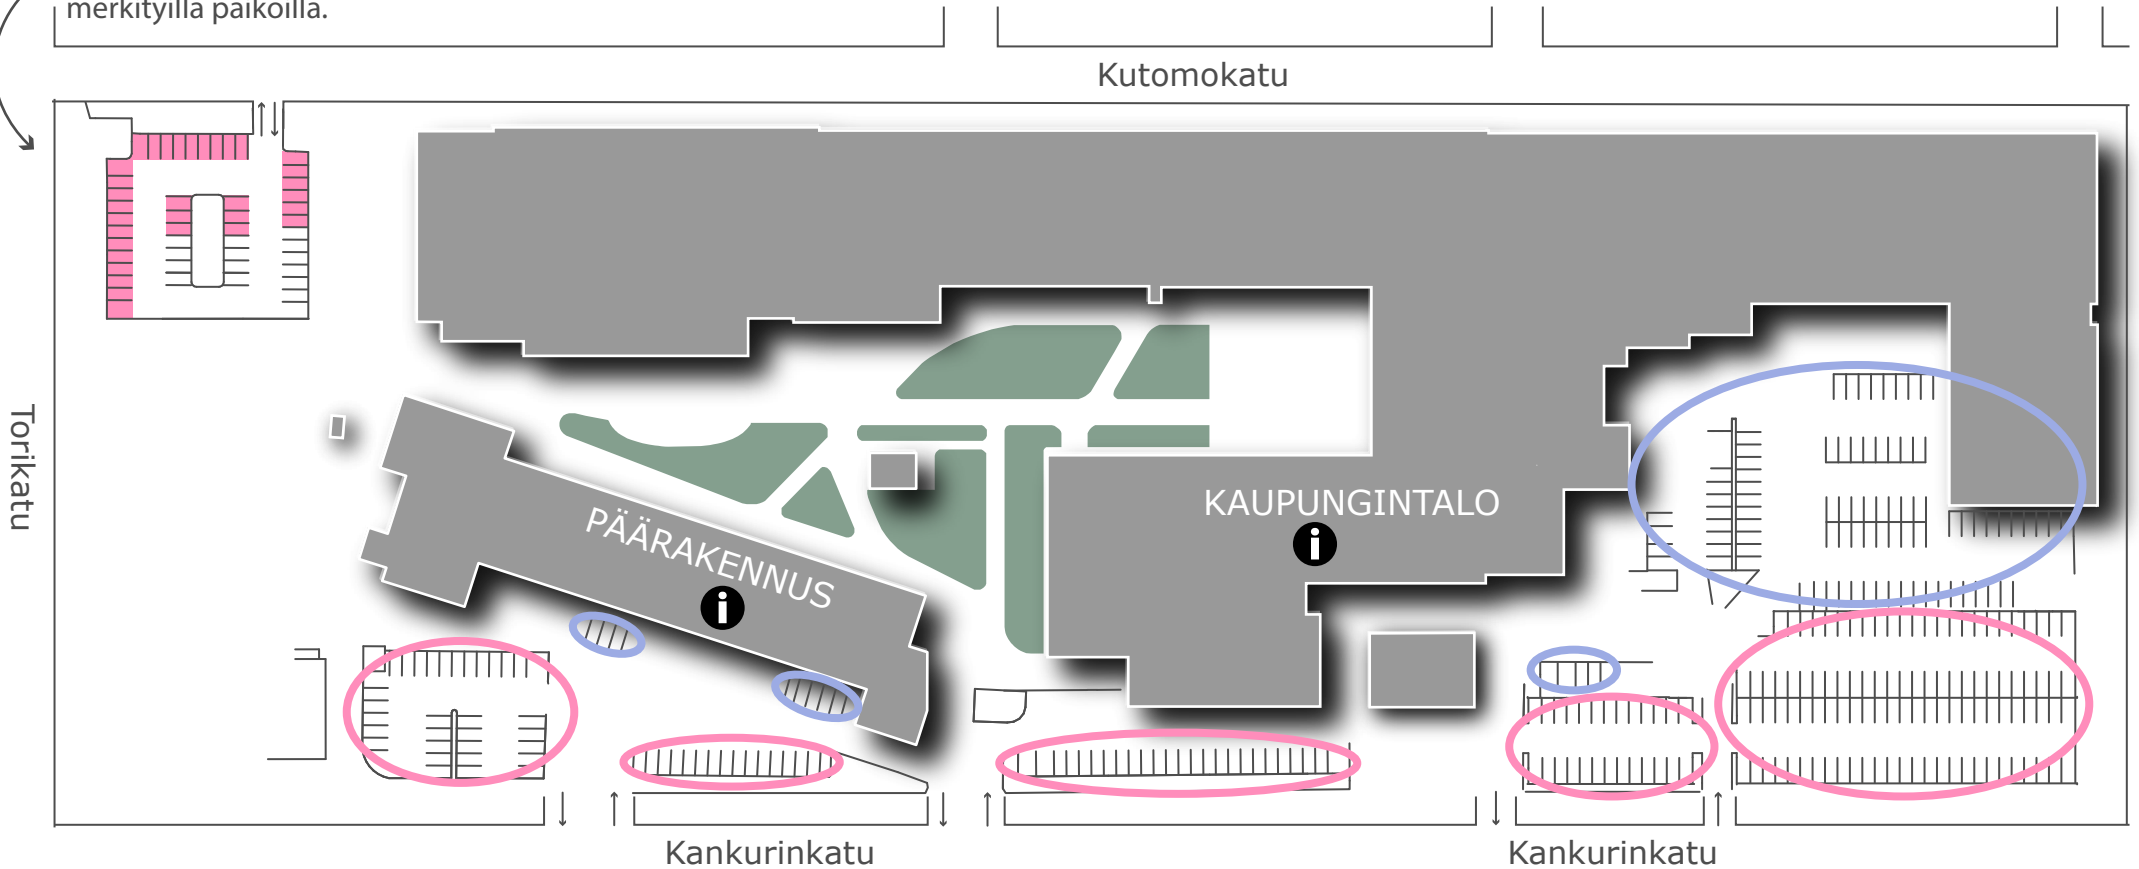 merkityillä paikoilla.
Kutomokatu
Torikatu
KAUPUNGINTALO
i
PÄÄRAKENNUS
i
Kankurinkatu
Kankurinkatu